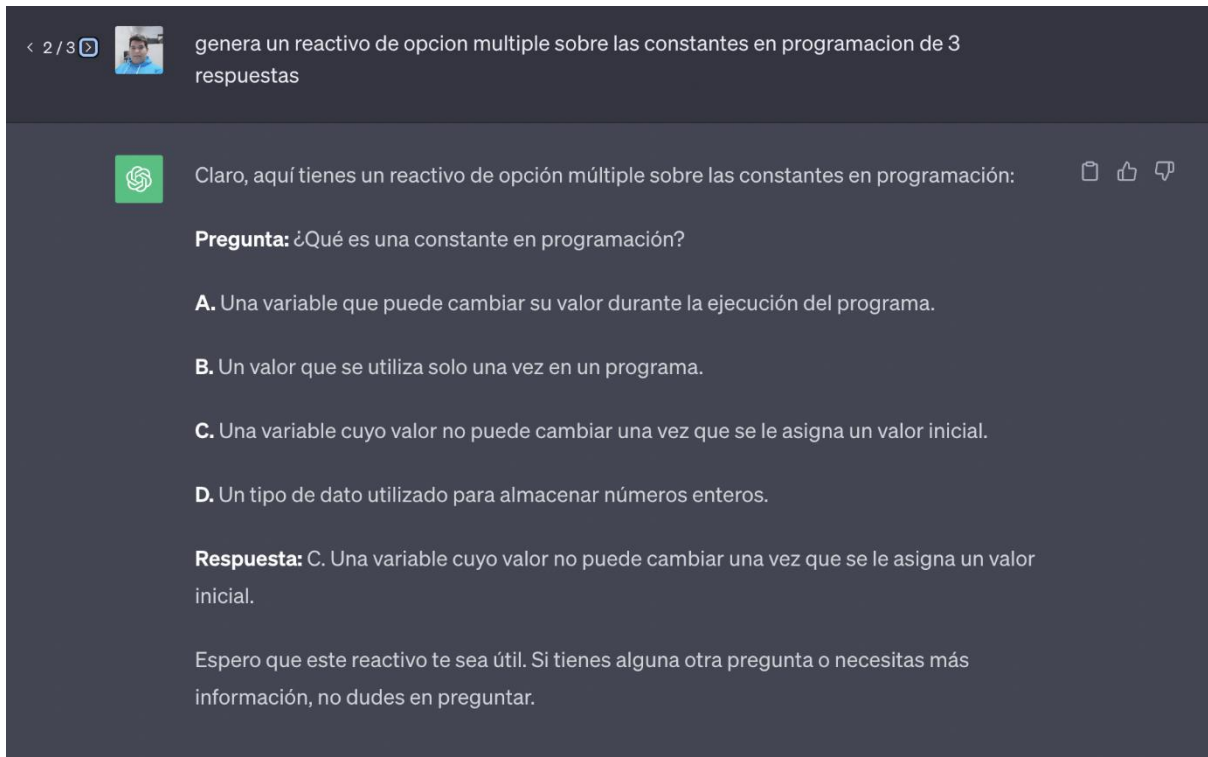 < 2 / 3 >
genera un reactivo de opcion multiple sobre las constantes en programacion de 3
respuestas
Claro, aquí tienes un reactivo de opción múltiple sobre las constantes en programación:
Pregunta: ¿Qué es una constante en programación?
A. Una variable que puede cambiar su valor durante la ejecución del programa.
B. Un valor que se utiliza solo una vez en un programa.
C. Una variable cuyo valor no puede cambiar una vez que se le asigna un valor inicial.
D. Un tipo de dato utilizado para almacenar números enteros.
Respuesta: C. Una variable cuyo valor no puede cambiar una vez que se le asigna un valor
inicial.
Espero que este reactivo te sea útil. Si tienes alguna otra pregunta o necesitas más
información, no dudes en preguntar.